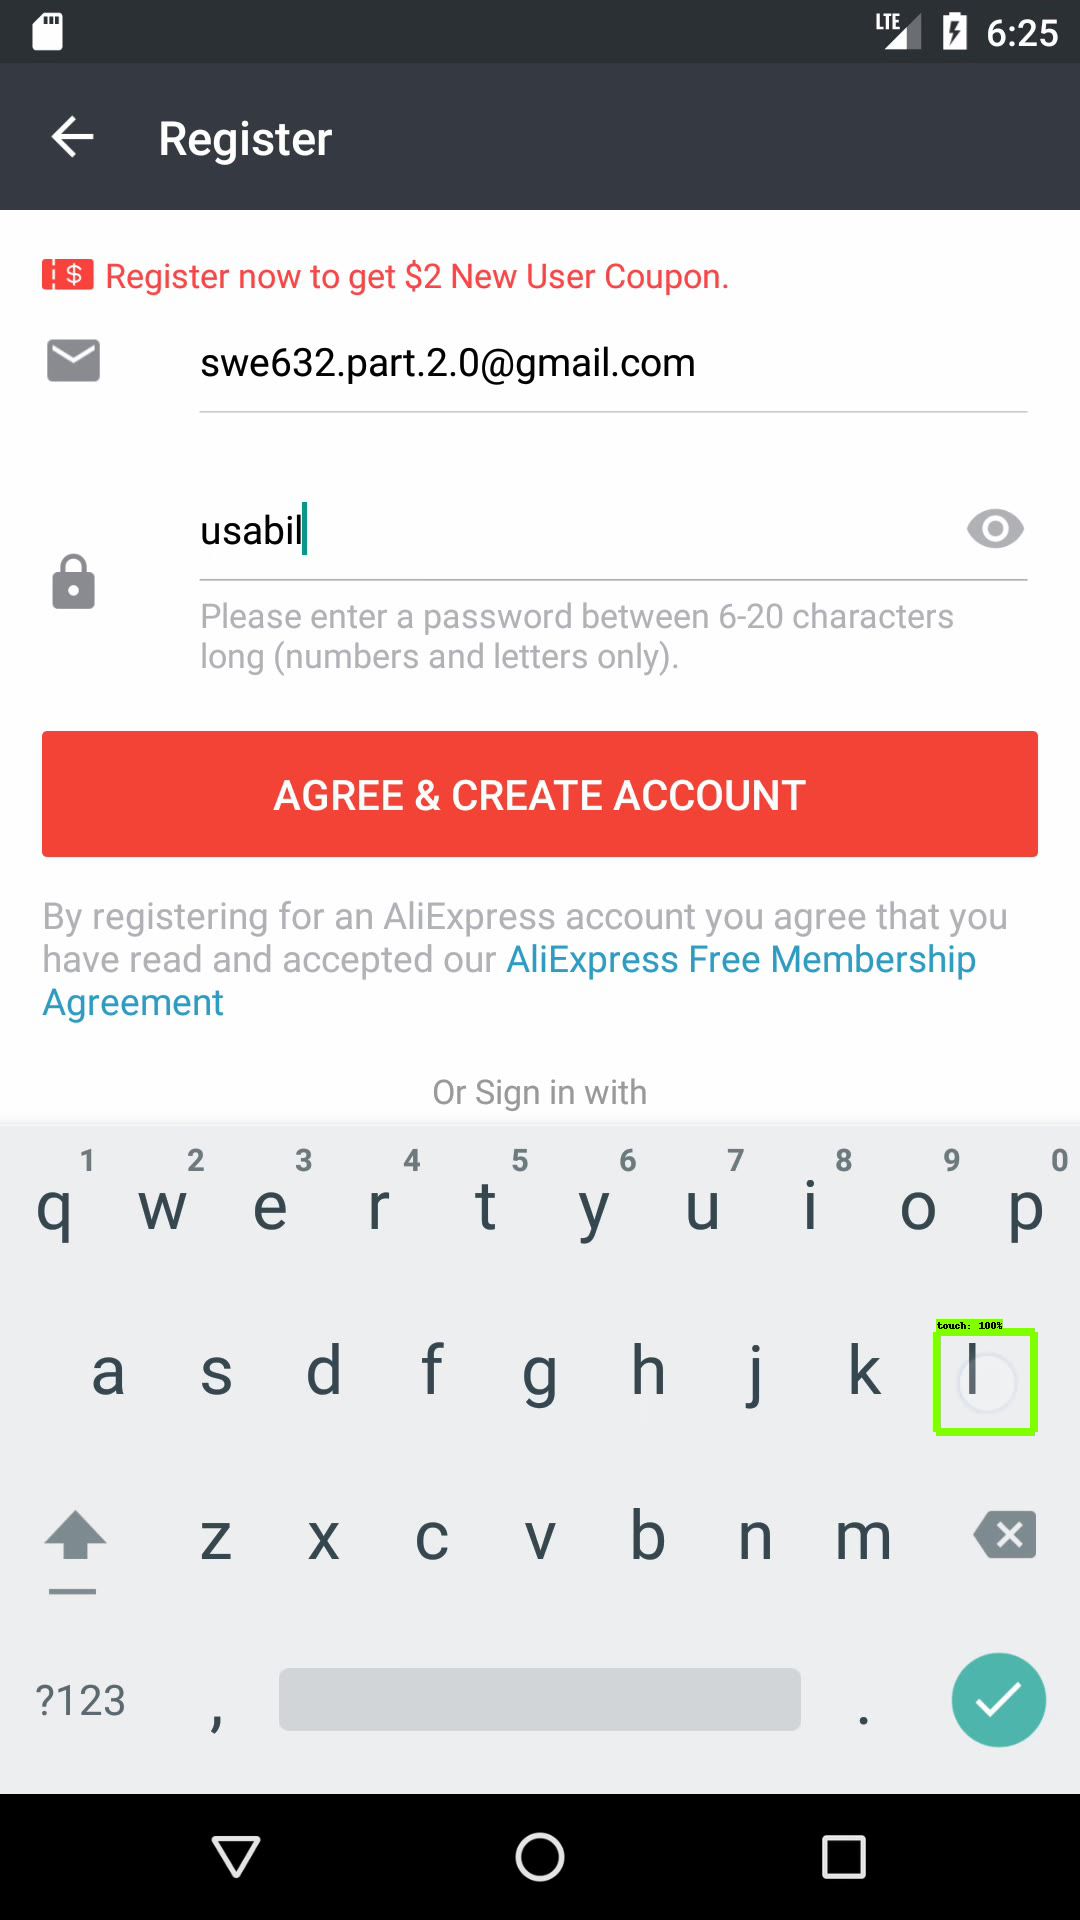 LTE 6:25
Register
$ Register now to get $2 New User Coupon.
swe632.part.2.0@gmail.com
usabil
Please enter a password between 6-20 characters
long (numbers and letters only).
AGREE & CREATE ACCOUNT
By registering for an AliExpress account you agree that you
have read and accepted our AliExpress Free Membership
Agreement
Or Sign in with
1 2 3 4 5 6 7 8 9 0
q w e r t y u i o p
touch: 100%
a s d f g h j k l
z x c v b n m
?123 , .